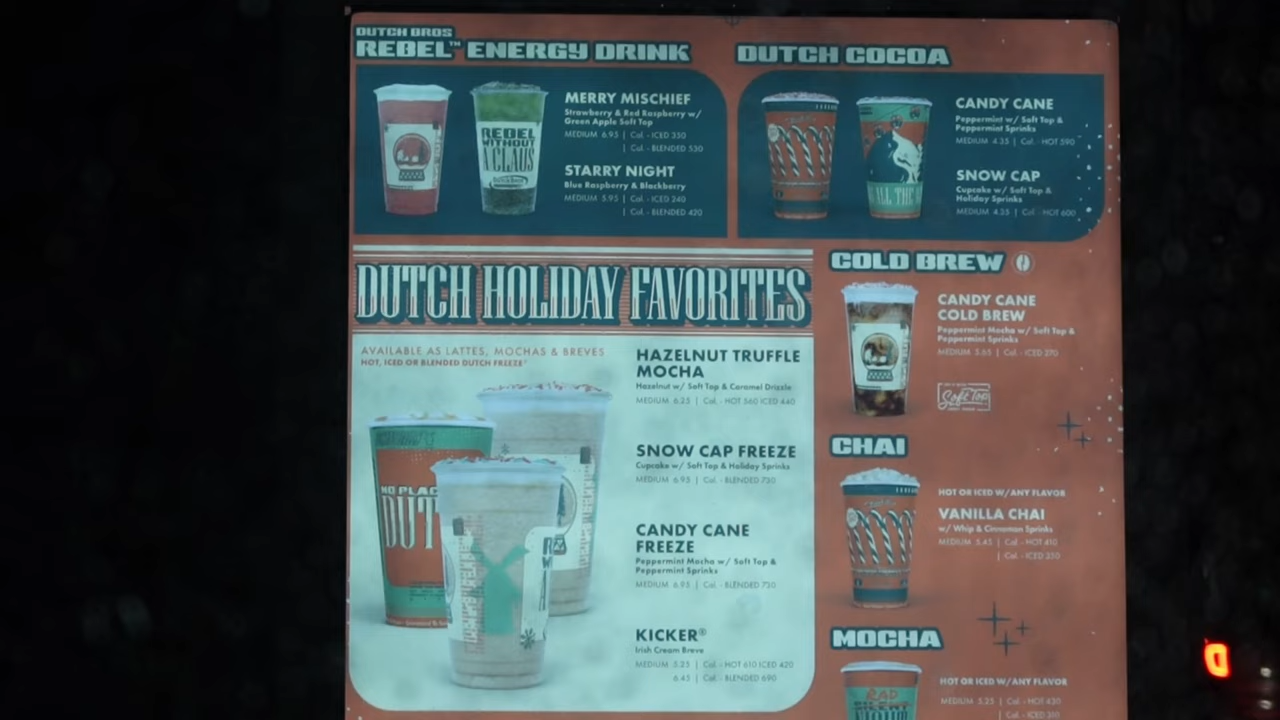 DUTCH BROS
REBEL™ ENERGY DRINK
MERRY MISCHIEF
Strawberry & Red Raspberry w/
Green Apple Soft Top
MEDIUM 6.95 | Cal. - ICED 350
| Cal. - BLENDED 530
STARRY NIGHT
Blue Raspberry & Blackberry
MEDIUM 5.95 | Cal. - ICED 240
| Cal. - BLENDED 420
REBEL
WITHOUT
A CLAUS
DUTCH COCOA
CANDY CANE
Peppermint w/ Soft Top &
Peppermint Sprinks
MEDIUM 4.35 | Cal. - HOT 590
SNOW CAP
Cupcake w/ Soft Top &
Holiday Sprinks
MEDIUM 4.35 | Cal. - HOT 600
ALL THE
DUTCH HOLIDAY FAVORITES
AVAILABLE AS LATTES, MOCHAS & BREVES
HOT, ICED OR BLENDED DUTCH FREEZE®
NO PLAC
DUT
HAZELNUT TRUFFLE
MOCHA
Hazelnut w/ Soft Top & Caramel Drizzle
MEDIUM 6.25 | Cal. - HOT 560 ICED 440
SNOW CAP FREEZE
Cupcake w/ Soft Top & Holiday Sprinks
MEDIUM 6.95 | Cal. - BLENDED 730
CANDY CANE
FREEZE
Peppermint Mocha w/ Soft Top &
Peppermint Sprinks
MEDIUM 6.95 | Cal. - BLENDED 730
KICKER®
Irish Cream Breve
MEDIUM 5.25 | Cal. - HOT 610 ICED 420
6.45 | Cal. - BLENDED 690
COLD BREW
CANDY CANE
COLD BREW
Peppermint Mocha w/ Soft Top &
Peppermint Sprinks
MEDIUM 5.65 | Cal. - ICED 270
Soft Top
CHAI
HOT OR ICED W/ANY FLAVOR
VANILLA CHAI
w/ Whip & Cinnamon Sprinks
MEDIUM 5.45 | Cal. - HOT 410
| Cal. - ICED 250
MOCHA
HOT OR ICED W/ANY FLAVOR
MEDIUM 5.25 | Cal. - HOT 430
| Cal. - ICED